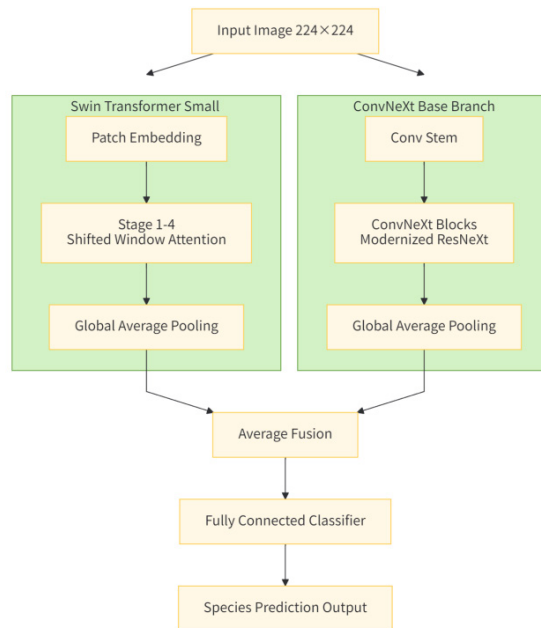 Input Image 224×224
Swin Transformer Small
Patch Embedding
Stage 1-4
Shifted Window Attention
Global Average Pooling
ConvNeXt Base Branch
Conv Stem
ConvNeXt Blocks
Modernized ResNeXt
Global Average Pooling
Average Fusion
Fully Connected Classifier
Species Prediction Output